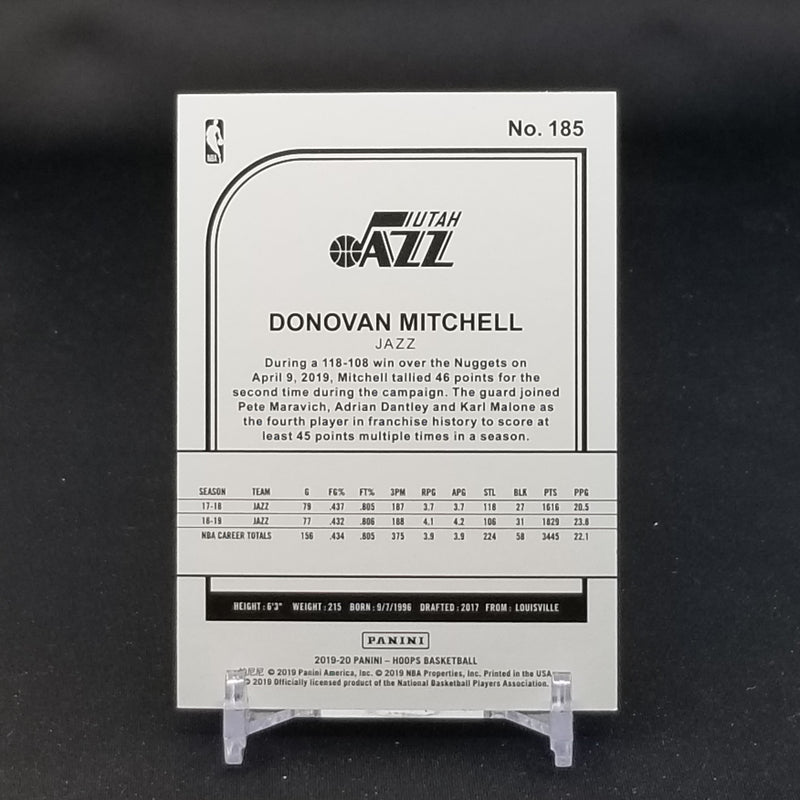 No. 185
NBA
UTAH
JAZZ
DONOVAN MITCHELL
JAZZ
During a 118-108 win over the Nuggets on
April 9, 2019, Mitchell tallied 46 points for the
second time during the campaign. The guard joined
Pete Maravich, Adrian Dantley and Karl Malone as
the fourth player in franchise history to score at
least 45 points multiple times in a season.
SEASON TEAM G FG% FT% 3PM RPG APG STL BLK PTS PPG
17-18 JAZZ 79 .437 .805 187 3.7 3.7 118 27 1616 20.5
18-19 JAZZ 77 .432 .806 188 4.1 4.2 106 31 1829 23.8
NBA CAREER TOTALS 156 .434 .805 375 3.9 3.9 224 58 3445 22.1
HEIGHT: 6'3" WEIGHT: 215 BORN: 9/7/1996 DRAFTED: 2017 FROM: LOUISVILLE
PANINI
2019-20 PANINI – HOOPS BASKETBALL
帕尼尼 © 2019 Panini America, Inc. © 2019 NBA Properties, Inc. Printed in the USA
© 2019 Officially licensed product of the National Basketball Players Association.